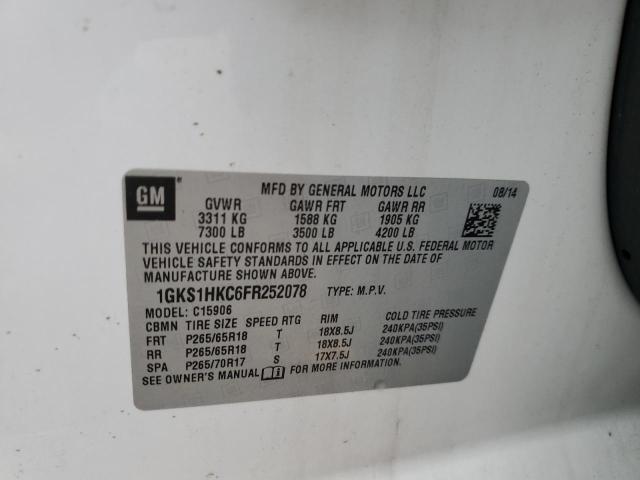 GM
MFD BY GENERAL MOTORS LLC 08/14
GVWR GAWR FRT GAWR RR
3311 KG 1588 KG 1905 KG
7300 LB 3500 LB 4200 LB
THIS VEHICLE CONFORMS TO ALL APPLICABLE U.S. FEDERAL MOTOR
VEHICLE SAFETY STANDARDS IN EFFECT ON THE DATE OF
MANUFACTURE SHOWN ABOVE.
1GKS1HKC6FR252078 TYPE: M.P.V.
MODEL: C15906
CBMN TIRE SIZE SPEED RTG RIM COLD TIRE PRESSURE
FRT P265/65R18 T 18X8.5J 240KPA(35PSI)
RR P265/65R18 T 18X8.5J 240KPA(35PSI)
SPA P265/70R17 S 17X7.5J 240KPA(35PSI)
SEE OWNER'S MANUAL FOR MORE INFORMATION.